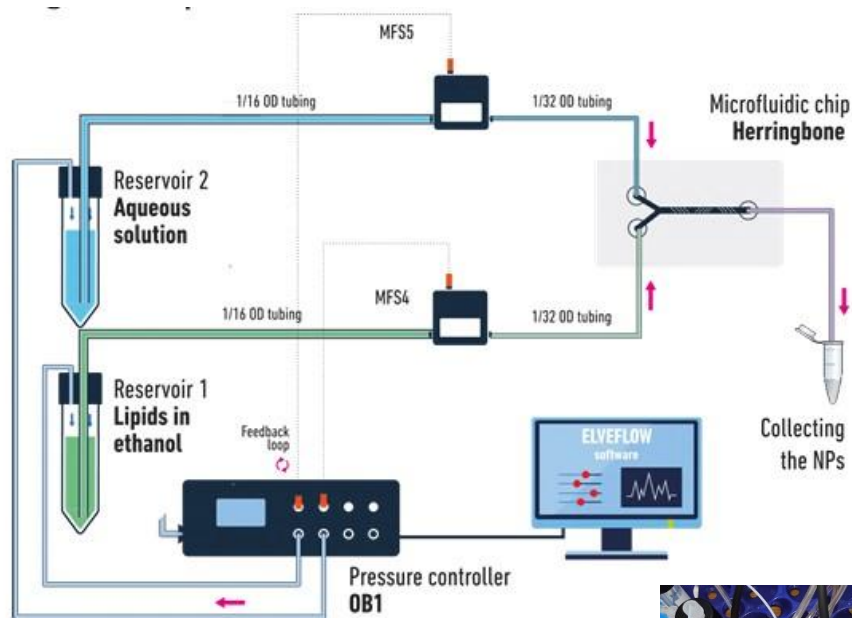 MFS5
1/16 OD tubing
1/32 OD tubing
Microfluidic chip
Herringbone
Reservoir 2
Aqueous
solution
MFS4
1/16 OD tubing
1/32 OD tubing
Reservoir 1
Lipids in
ethanol
Feedback
loop
ELVEFLOW
software
Collecting
the NPs
Pressure controller
OB1